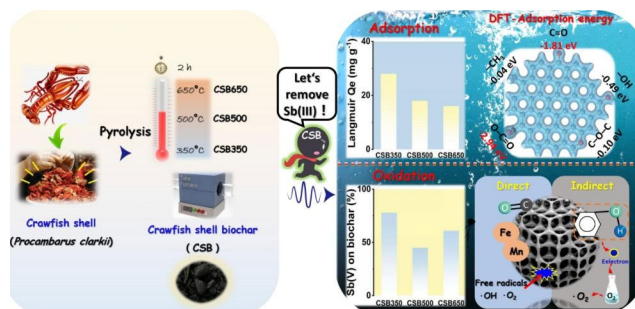 2 h
650°C CSB650
500°C CSB500
350°C CSB350
Pyrolysis
Crawfish shell
(Procambarus clarkii)
Crawfish shell biochar
(CSB)
Let's
remove
Sb(III) !
CSB
Adsorption
Langmuir Qe (mg g-1)
40
20
0
CSB350 CSB500 CSB650
DFT-Adsorption energy
C=O
-1.81 eV
-CH3
-0.04 eV
-OH
-0.49 eV
O-C=O
C-O-C
-0.10 eV
Oxidation
Sb(V) on biochar (%)
100
50
0
CSB350 CSB500 CSB650
Direct
Indirect
O
C
Fe
Mn
Free radicals
·OH ·O2
O
H
Eelectron
·O2
O2